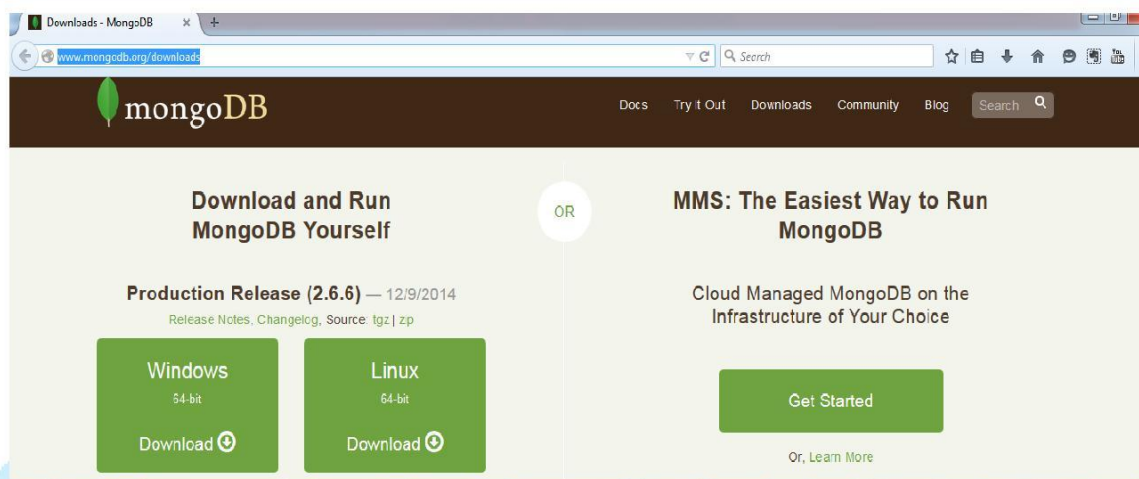 Downloads - MongoDB
www.mongodb.org/downloads
Search
mongoDB
Docs Try It Out Downloads Community Blog Search
Download and Run
MongoDB Yourself
Production Release (2.6.6) — 12/9/2014
Release Notes, Changelog, Source: tgz | zip
Windows
64-bit
Download
Linux
64-bit
Download
OR
MMS: The Easiest Way to Run
MongoDB
Cloud Managed MongoDB on the
Infrastructure of Your Choice
Get Started
Or, Learn More